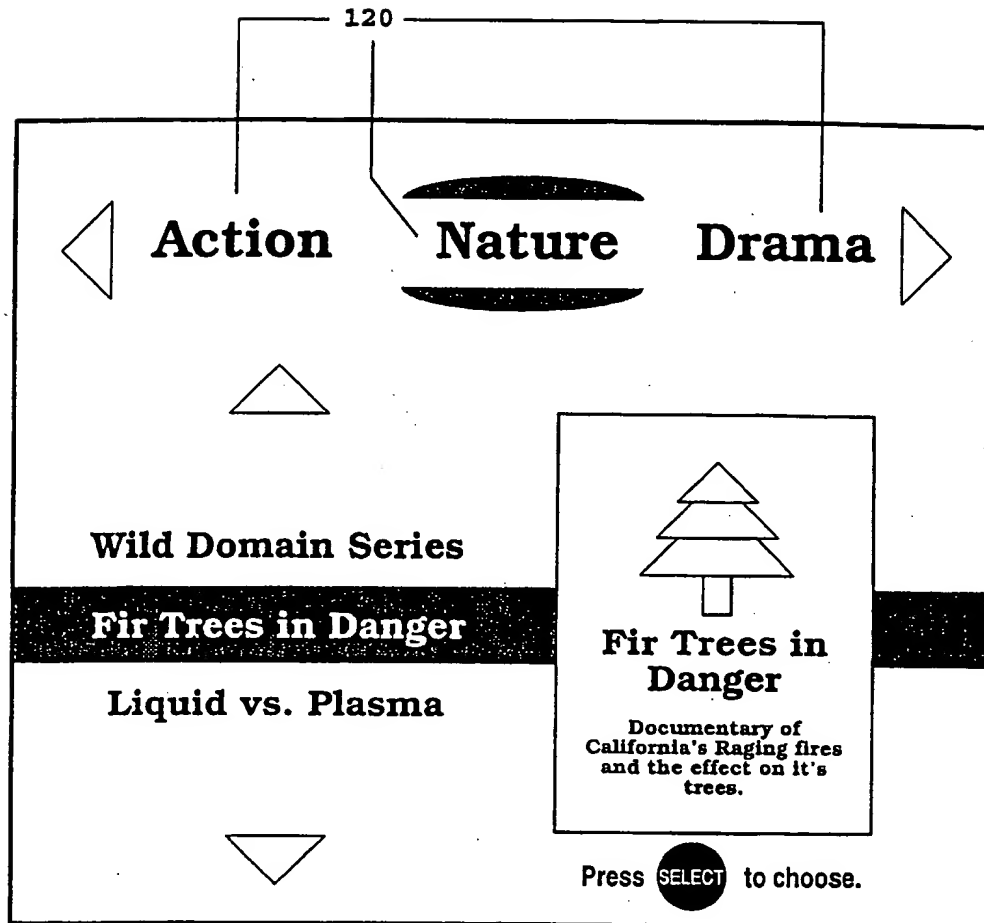 120
Action Nature Drama
Wild Domain Series
Fir Trees in Danger
Liquid vs. Plasma
Fir Trees in
Danger
Documentary of
California's Raging fires
and the effect on it's
trees.
Press SELECT to choose.